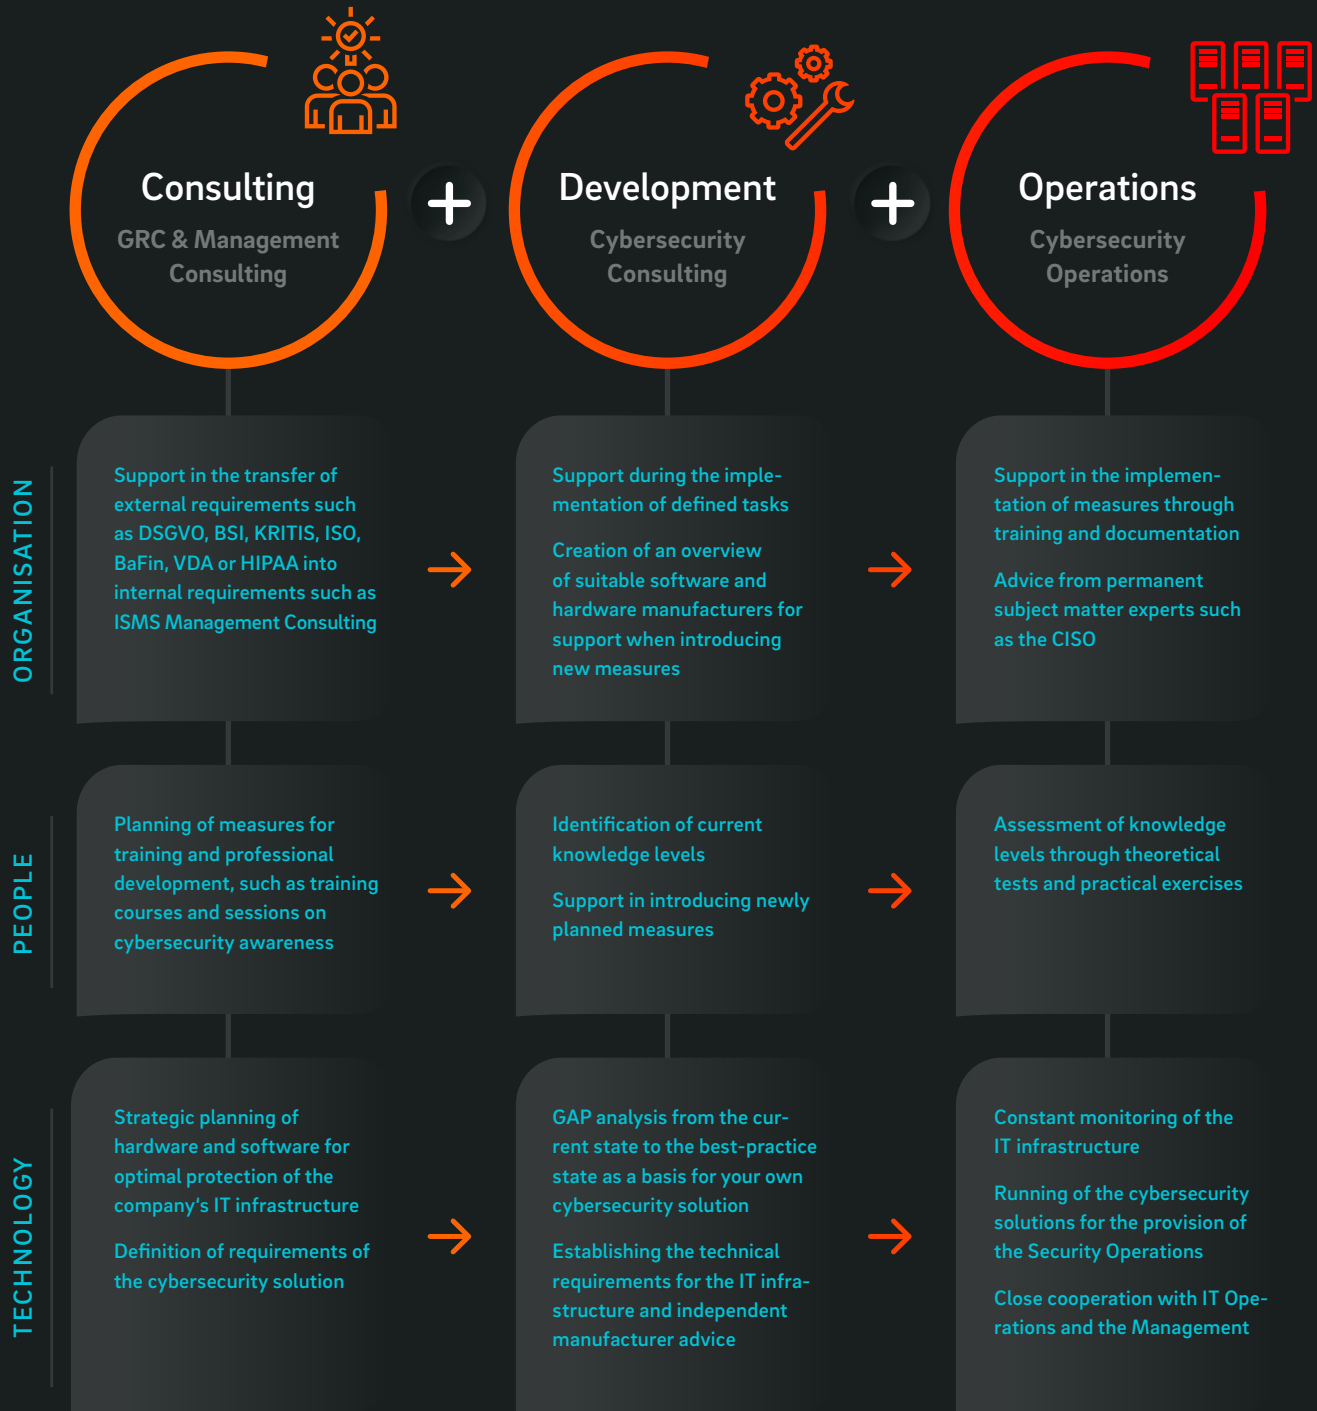 Consulting
GRC & Management
Consulting
Development
Cybersecurity
Consulting
Operations
Cybersecurity
Operations
ORGANISATION
Support in the transfer of
external requirements such
as DSGVO, BSI, KRITIS, ISO,
BaFin, VDA or HIPAA into
internal requirements such as
ISMS Management Consulting
Support during the imple-
mentation of defined tasks
Creation of an overview
of suitable software and
hardware manufacturers for
support when introducing
new measures
Support in the implemen-
tation of measures through
training and documentation
Advice from permanent
subject matter experts such
as the CISO
PEOPLE
Planning of measures for
training and professional
development, such as training
courses and sessions on
cybersecurity awareness
Identification of current
knowledge levels
Support in introducing newly
planned measures
Assessment of knowledge
levels through theoretical
tests and practical exercises
TECHNOLOGY
Strategic planning of
hardware and software for
optimal protection of the
company‘s IT infrastructure
Definition of requirements of
the cybersecurity solution
GAP analysis from the cur-
rent state to the best-practice
state as a basis for your own
cybersecurity solution
Establishing the technical
requirements for the IT infra-
structure and independent
manufacturer advice
Constant monitoring of the
IT infrastructure
Running of the cybersecurity
solutions for the provision of
the Security Operations
Close cooperation with IT Ope-
rations and the Management